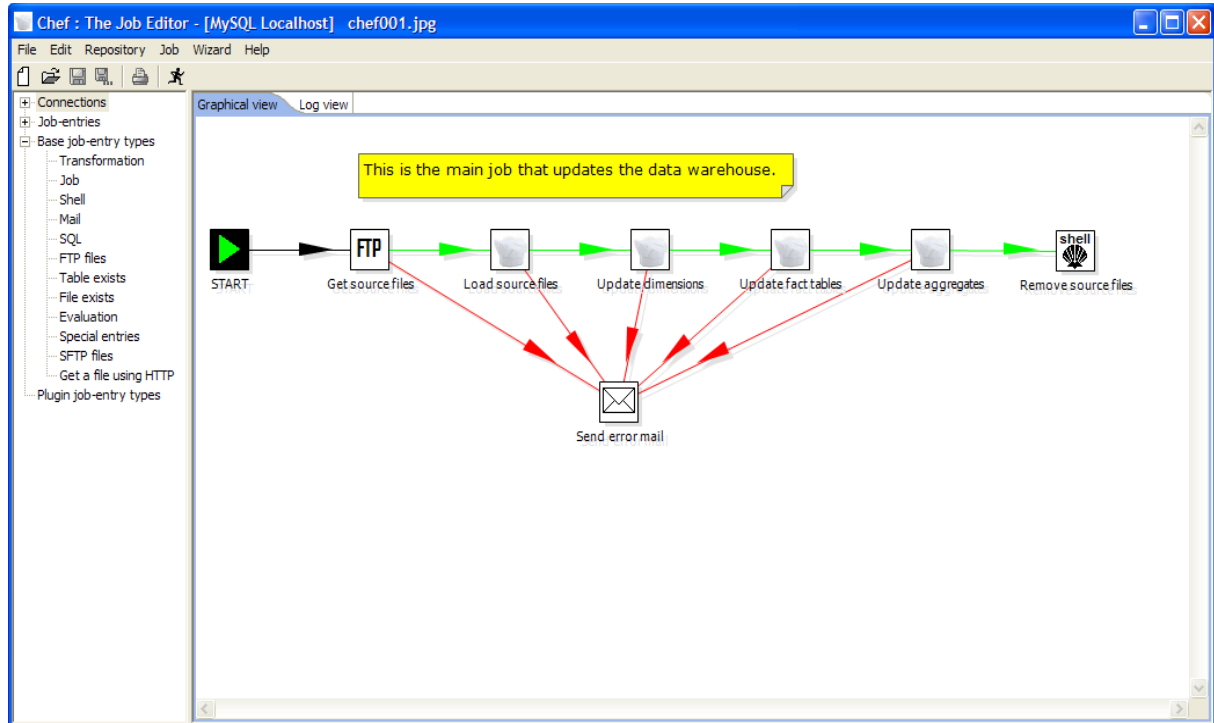 Chef : The Job Editor - [MySQL Localhost] chef001.jpg
File Edit Repository Job Wizard Help
Connections
Job-entries
Base job-entry types
Transformation
Job
Shell
Mail
SQL
FTP files
Table exists
File exists
Evaluation
Special entries
SFTP files
Get a file using HTTP
Plugin job-entry types
Graphical view Log view
This is the main job that updates the data warehouse.
FTP
shell
START Get source files Load source files Update dimensions Update fact tables Update aggregates Remove source files
Send error mail